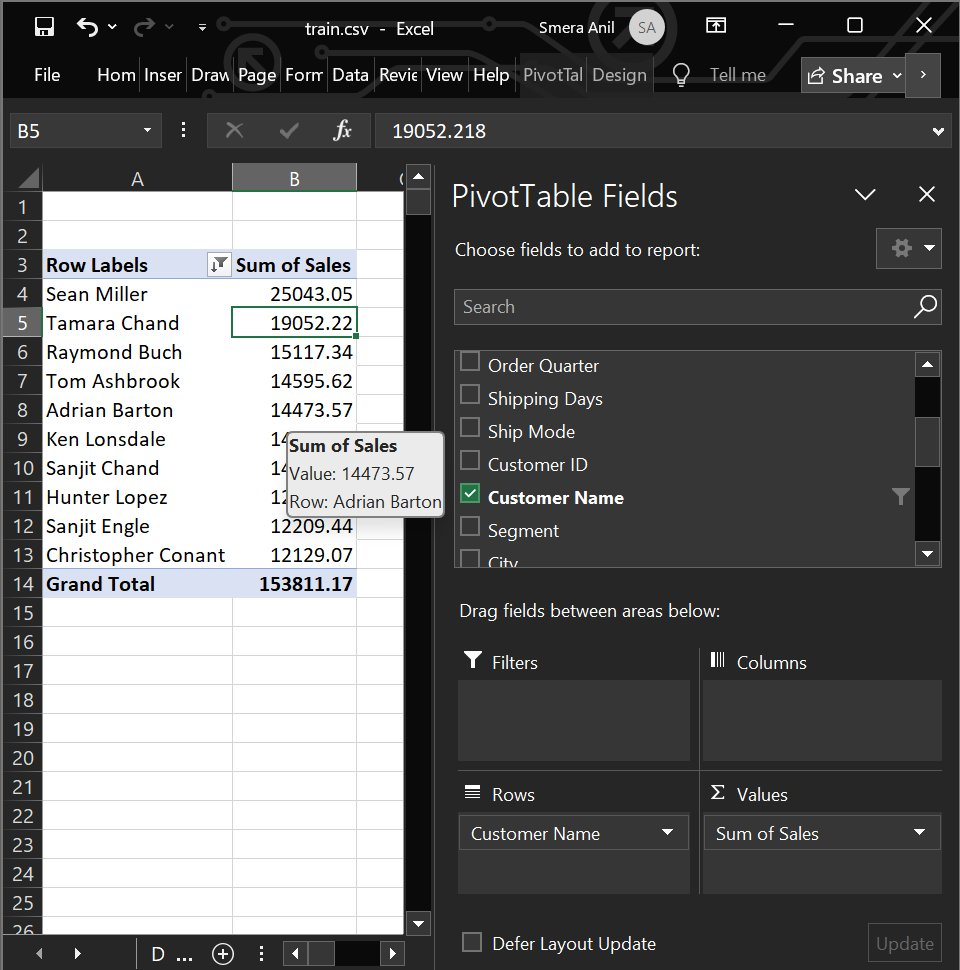 train.csv - Excel
Smera Anil
SA
File Hom Inser Draw Page Form Data Revie View Help PivotTal Design Tell me Share
B5 fx 19052.218
A B
1
2
3 Row Labels Sum of Sales
4 Sean Miller 25043.05
5 Tamara Chand 19052.22
6 Raymond Buch 15117.34
7 Tom Ashbrook 14595.62
8 Adrian Barton 14473.57
9 Ken Lonsdale 14
10 Sanjit Chand 14
11 Hunter Lopez 12
12 Sanjit Engle 12209.44
13 Christopher Conant 12129.07
14 Grand Total 153811.17
15
16
17
18
19
20
21
22
23
24
25
26
Sum of Sales
Value: 14473.57
Row: Adrian Barton
D ...
PivotTable Fields
Choose fields to add to report:
Search
Order Quarter
Shipping Days
Ship Mode
Customer ID
Customer Name
Segment
City
Drag fields between areas below:
Filters
Columns
Rows
Σ Values
Customer Name
Sum of Sales
Defer Layout Update
Update